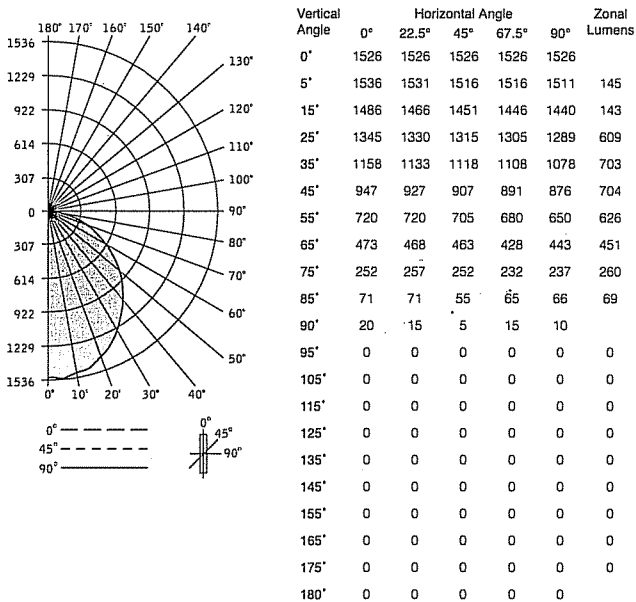 180° 170° 160° 150° 140°
130°
120°
110°
100°
90°
80°
70°
60°
50°
1536
1229
922
614
307
0
307
614
922
1229
1536
0° 10° 20° 30° 40°
0°
45°
90°
0°
45°
90°
Vertical Angle Horizontal Angle Zonal Lumens
0° 22.5° 45° 67.5° 90°
0° 1526 1526 1526 1526 1526
5° 1536 1531 1516 1516 1511 145
15° 1486 1466 1451 1446 1440 143
25° 1345 1330 1315 1305 1289 609
35° 1158 1133 1118 1108 1078 703
45° 947 927 907 891 876 704
55° 720 720 705 680 650 626
65° 473 468 463 428 443 451
75° 252 257 252 232 237 260
85° 71 71 55 65 66 69
90° 20 15 5 15 10
95° 0 0 0 0 0 0
105° 0 0 0 0 0 0
115° 0 0 0 0 0 0
125° 0 0 0 0 0 0
135° 0 0 0 0 0 0
145° 0 0 0 0 0 0
155° 0 0 0 0 0 0
165° 0 0 0 0 0 0
175° 0 0 0 0 0 0
180° 0 0 0 0 0